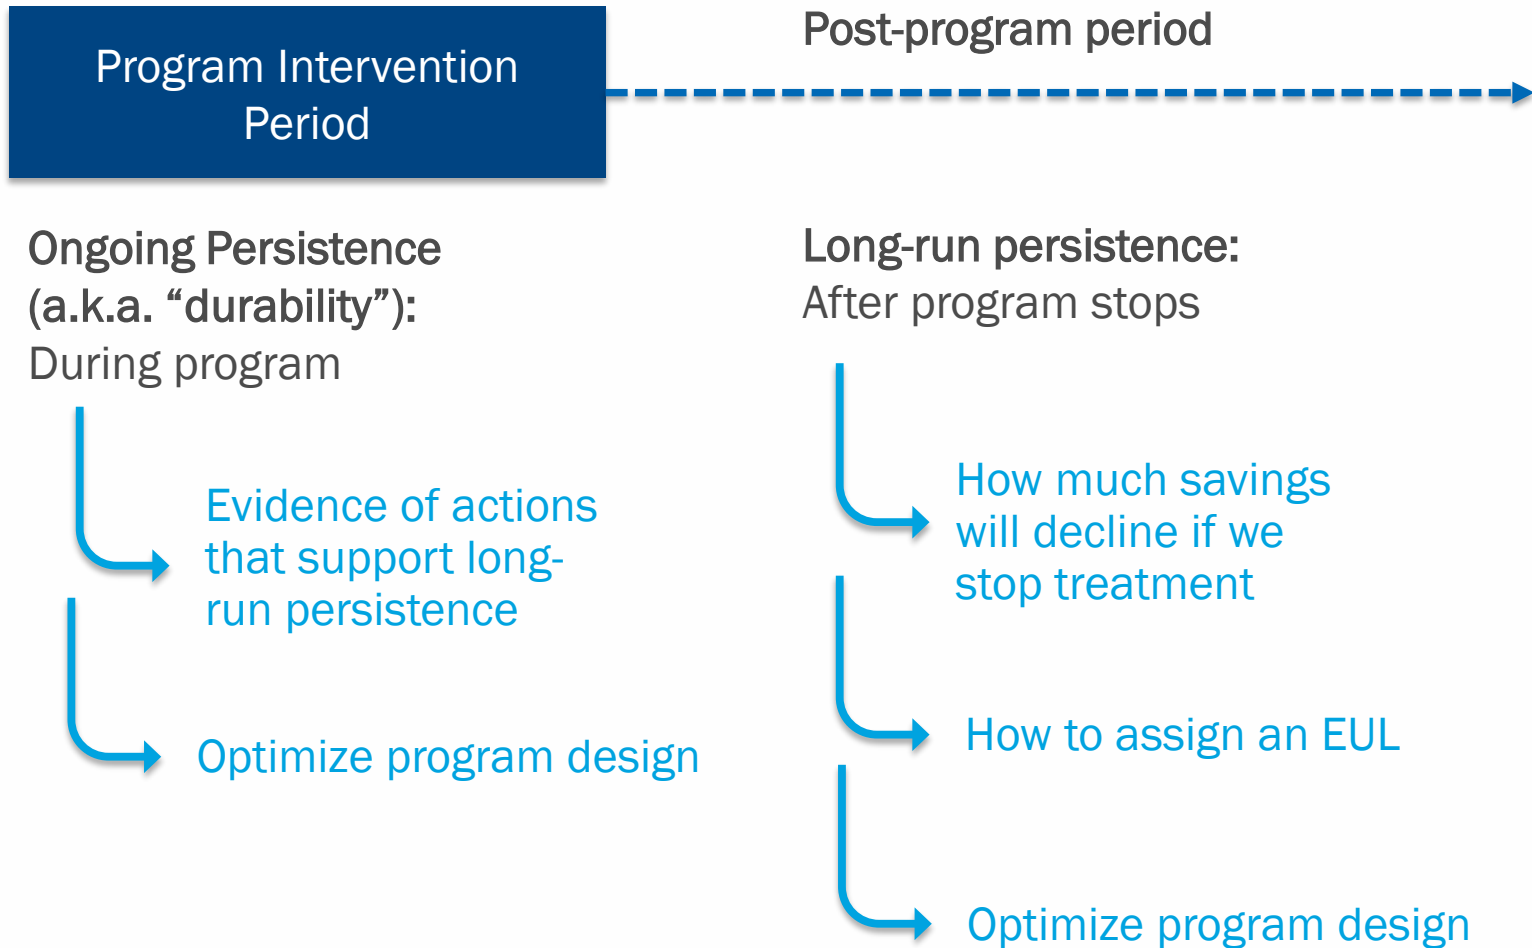 Program Intervention
Period
Post-program period
Ongoing Persistence
(a.k.a. “durability”):
During program
Evidence of actions
that support long-
run persistence
Optimize program design
Long-run persistence:
After program stops
How much savings
will decline if we
stop treatment
How to assign an EUL
Optimize program design